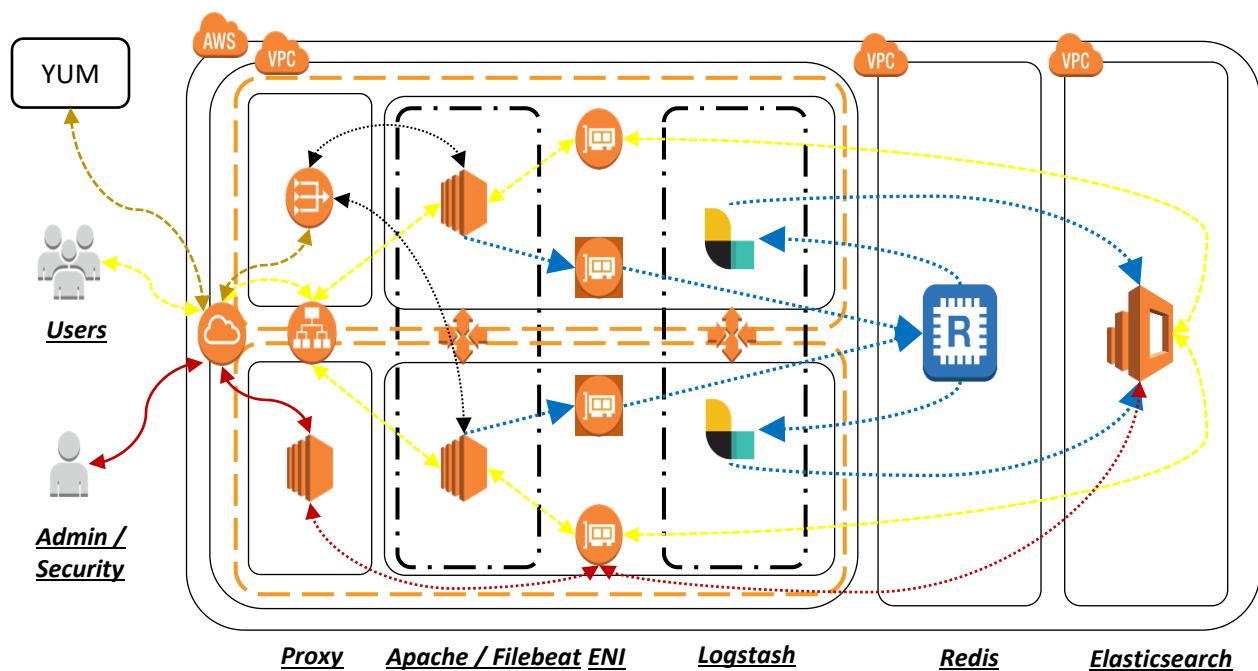 AWS
VPC
VPC
VPC
YUM
Users
Admin /
Security
R
Proxy
Apache / Filebeat
ENI
Logstash
Redis
Elasticsearch